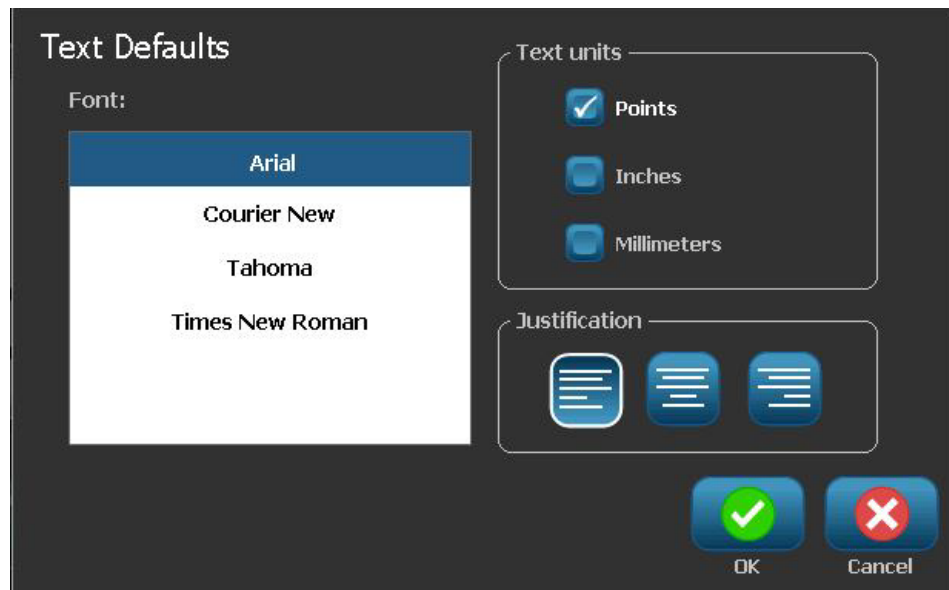 Text Defaults
Font:
Arial
Courier New
Tahoma
Times New Roman
Text units
Points
Inches
Millimeters
Justification
OK
Cancel